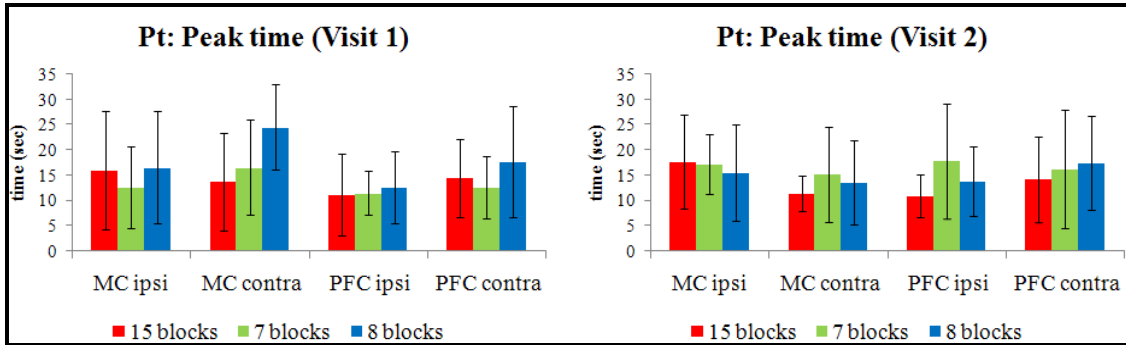 Pt: Peak time (Visit 1)
35
30
25
20
15
10
5
0
time (sec)
MC ipsi MC contra PFC ipsi PFC contra
15 blocks 7 blocks 8 blocks
Pt: Peak time (Visit 2)
35
30
25
20
15
10
5
0
time (sec)
MC ipsi MC contra PFC ipsi PFC contra
15 blocks 7 blocks 8 blocks